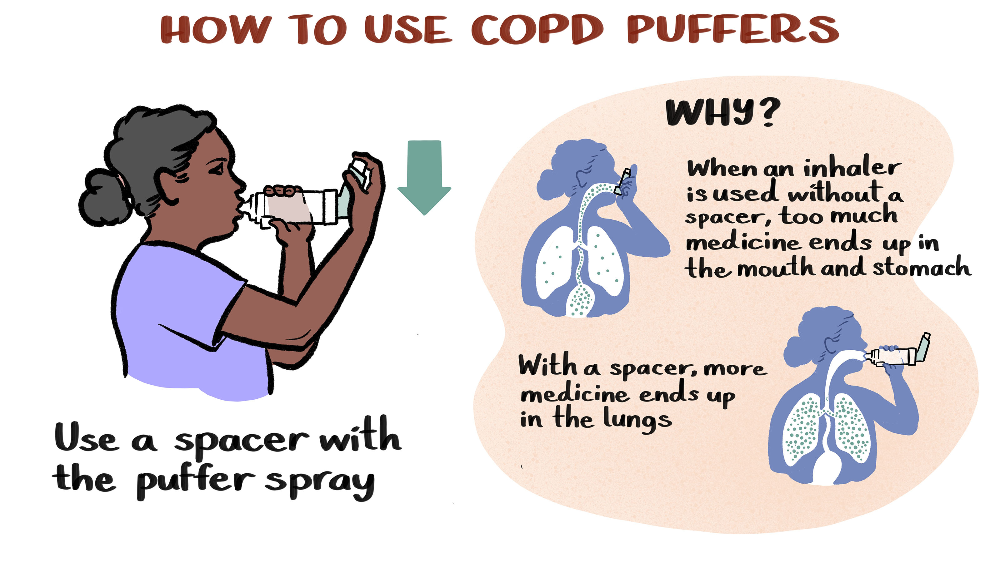 HOW TO USE COPD PUFFERS
Use a spacer with
the puffer spray
WHY?
When an inhaler
is used without a
spacer, too much
medicine ends up in
the mouth and stomach
With a spacer, more
medicine ends up
in the lungs